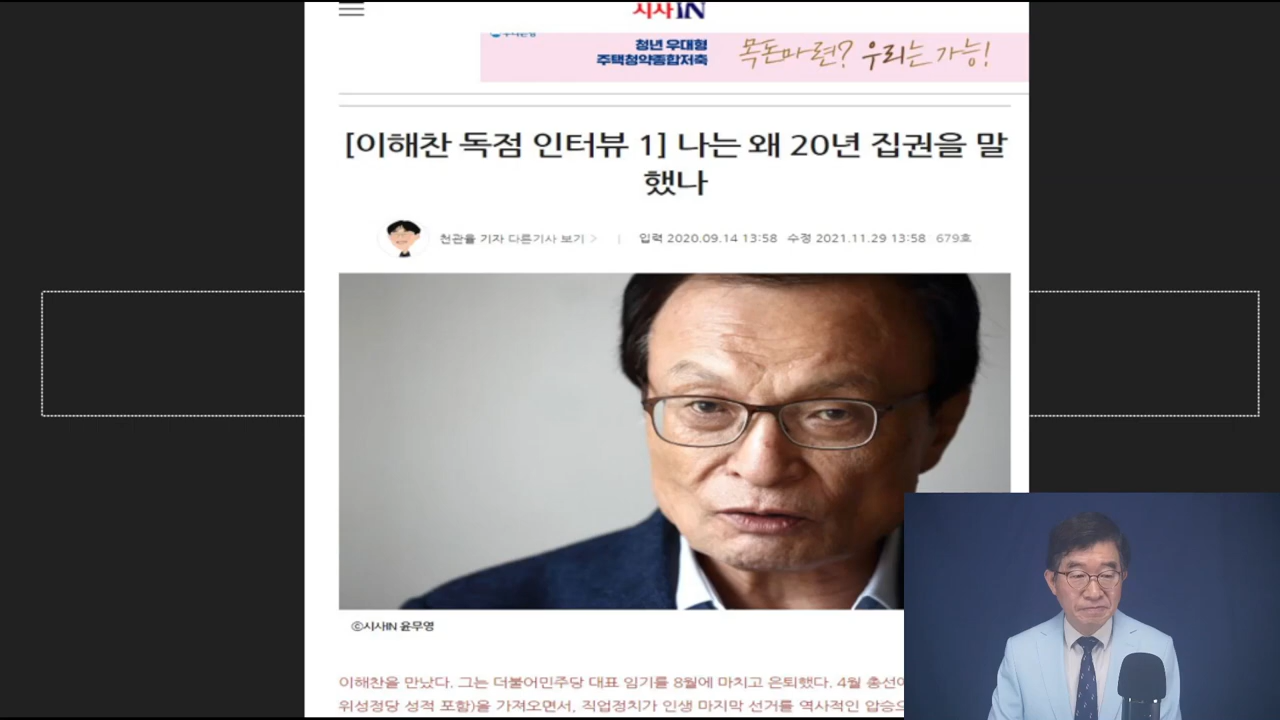 시사IN
청년 우대형
주택청약종합저축
목돈마련? 우리는 가능!
[이해찬 독점 인터뷰 1] 나는 왜 20년 집권을 말
했나
천관율 기자 다른기사 보기 >
입력 2020.09.14 13:58 수정 2021.11.29 13:58 679호
ⓒ시사IN 윤무영
이해찬을 만났다. 그는 더불어민주당 대표 임기를 8월에 마치고 은퇴했다. 4월 총선
위성정당 성적 포함)을 가져오면서, 직업정치가 인생 마지막 선거를 역사적인 압승